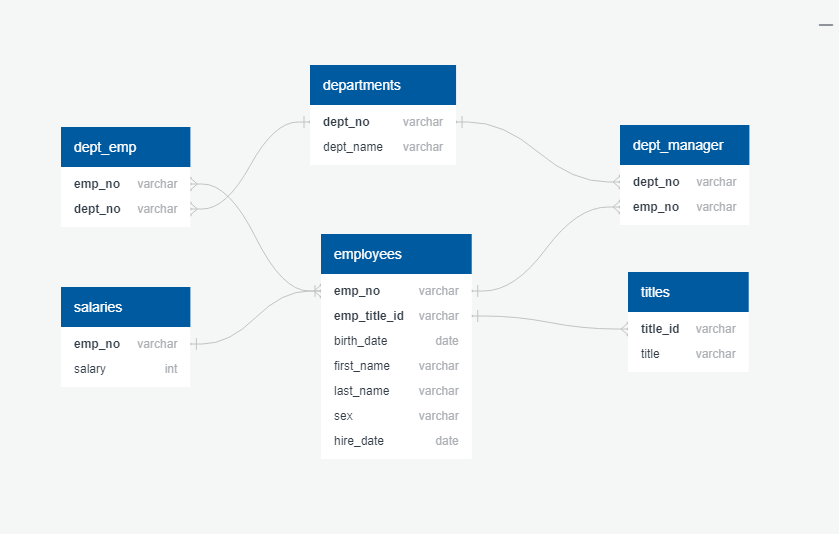 departments
dept_no varchar
dept_name varchar
dept_emp
emp_no varchar
dept_no varchar
dept_manager
dept_no varchar
emp_no varchar
employees
emp_no varchar
emp_title_id varchar
birth_date date
first_name varchar
last_name varchar
sex varchar
hire_date date
salaries
emp_no varchar
salary int
titles
title_id varchar
title varchar